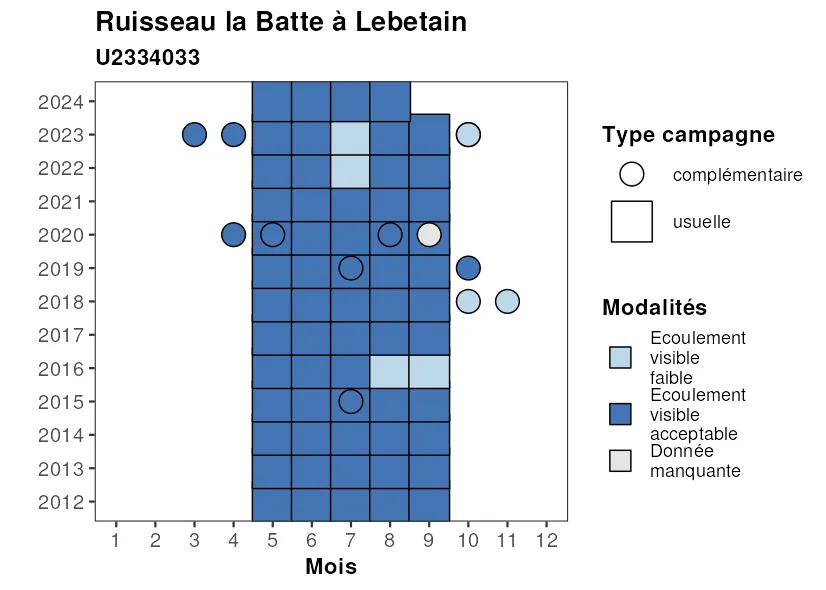 Ruisseau la Batte à Lebetain
U2334033
2024
2023
2022
2021
2020
2019
2018
2017
2016
2015
2014
2013
2012
1 2 3 4 5 6 7 8 9 10 11 12
Mois
Type campagne
complémentaire
usuelle
Modalités
Ecoulement
visible
faible
Ecoulement
visible
acceptable
Donnée
manquante